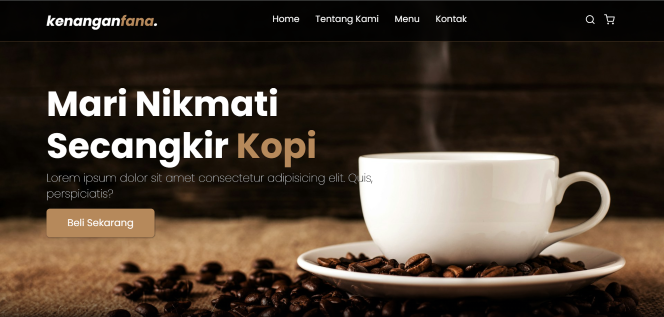 kenanganfana.
Home Tentang Kami Menu Kontak
Mari Nikmati
Secangkir Kopi
Lorem ipsum dolor sit amet consectetur adipisicing elit. Quis,
perspiciatis?
Beli Sekarang